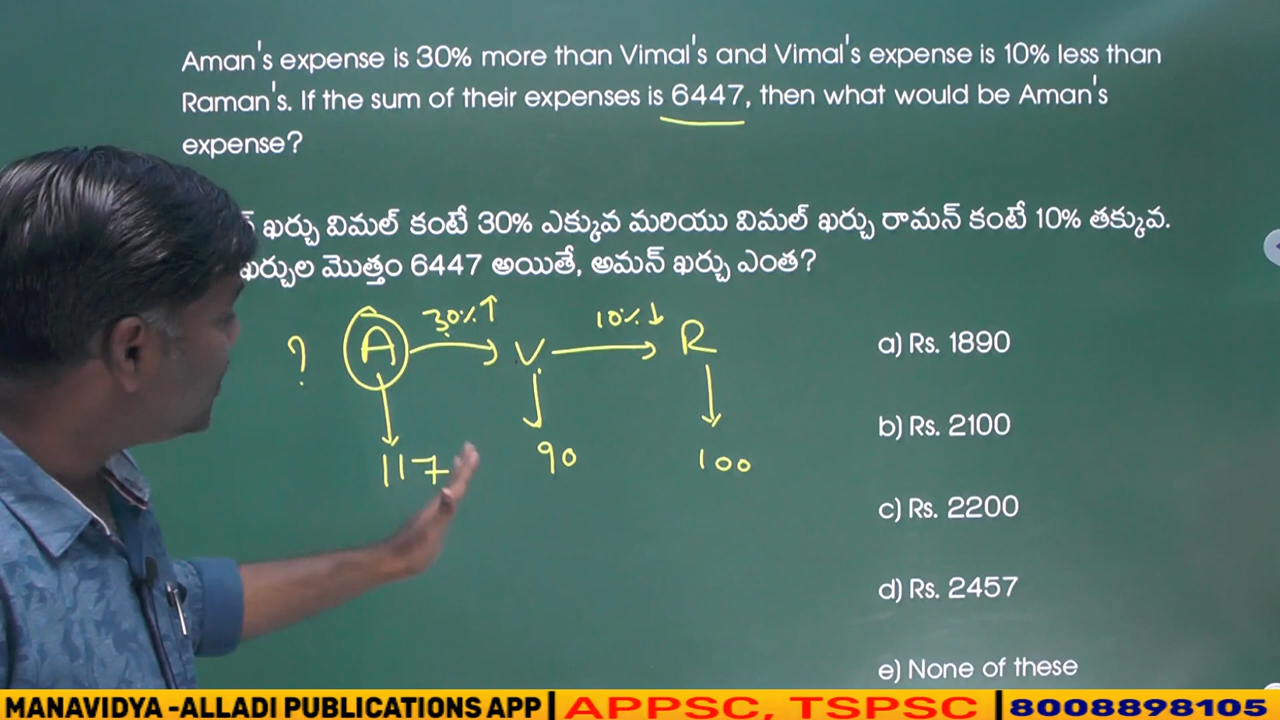 Aman's expense is 30% more than Vimal's and Vimal's expense is 10% less than
Raman's. If the sum of their expenses is 6447, then what would be Aman's
expense?
ఖర్చు విమల్ కంటే 30% ఎక్కువ మరియు విమల్ ఖర్చు రామన్ కంటే 10% తక్కువ.
ఖర్చుల మొత్తం 6447 అయితే, అమన్ ఖర్చు ఎంత?
? A 30%↑ V 10%↓ R
117 90 100
a) Rs. 1890
b) Rs. 2100
c) Rs. 2200
d) Rs. 2457
e) None of these
MANAVIDYA -ALLADI PUBLICATIONS APP | APPSC, TSPSC | 8008898105